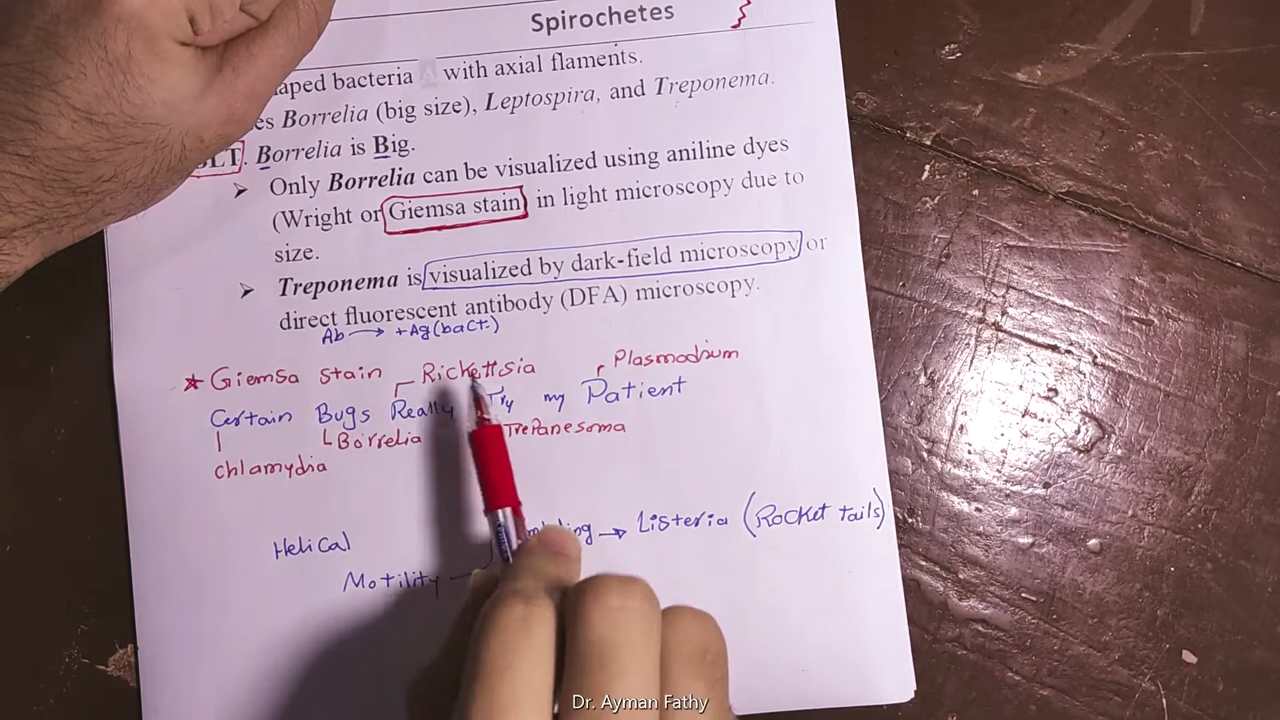 Spirochetes
aped bacteria with axial filaments.
es Borrelia (big size), Leptospira, and Treponema.
BLT. Borrelia is Big.
➢ Only Borrelia can be visualized using aniline dyes
(Wright or Giemsa stain in light microscopy due to
size.
➢ Treponema is visualized by dark-field microscopy or
direct fluorescent antibody (DFA) microscopy.
Ab → +Ag (bact.)
★ Giemsa stain Rickettsia Plasmodium
Certain Bugs Really Try my Patient
Borrelia Trepanesoma
chlamydia
→ Listeria (Rocket tails)
Helical
Motility
Dr. Ayman Fathy